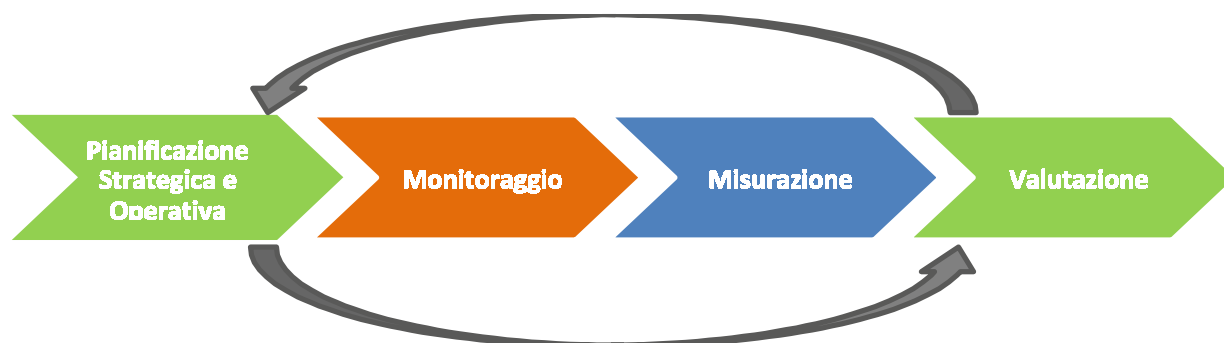 Pianificazione
Strategica e
Operativa
Monitoraggio
Misurazione
Valutazione